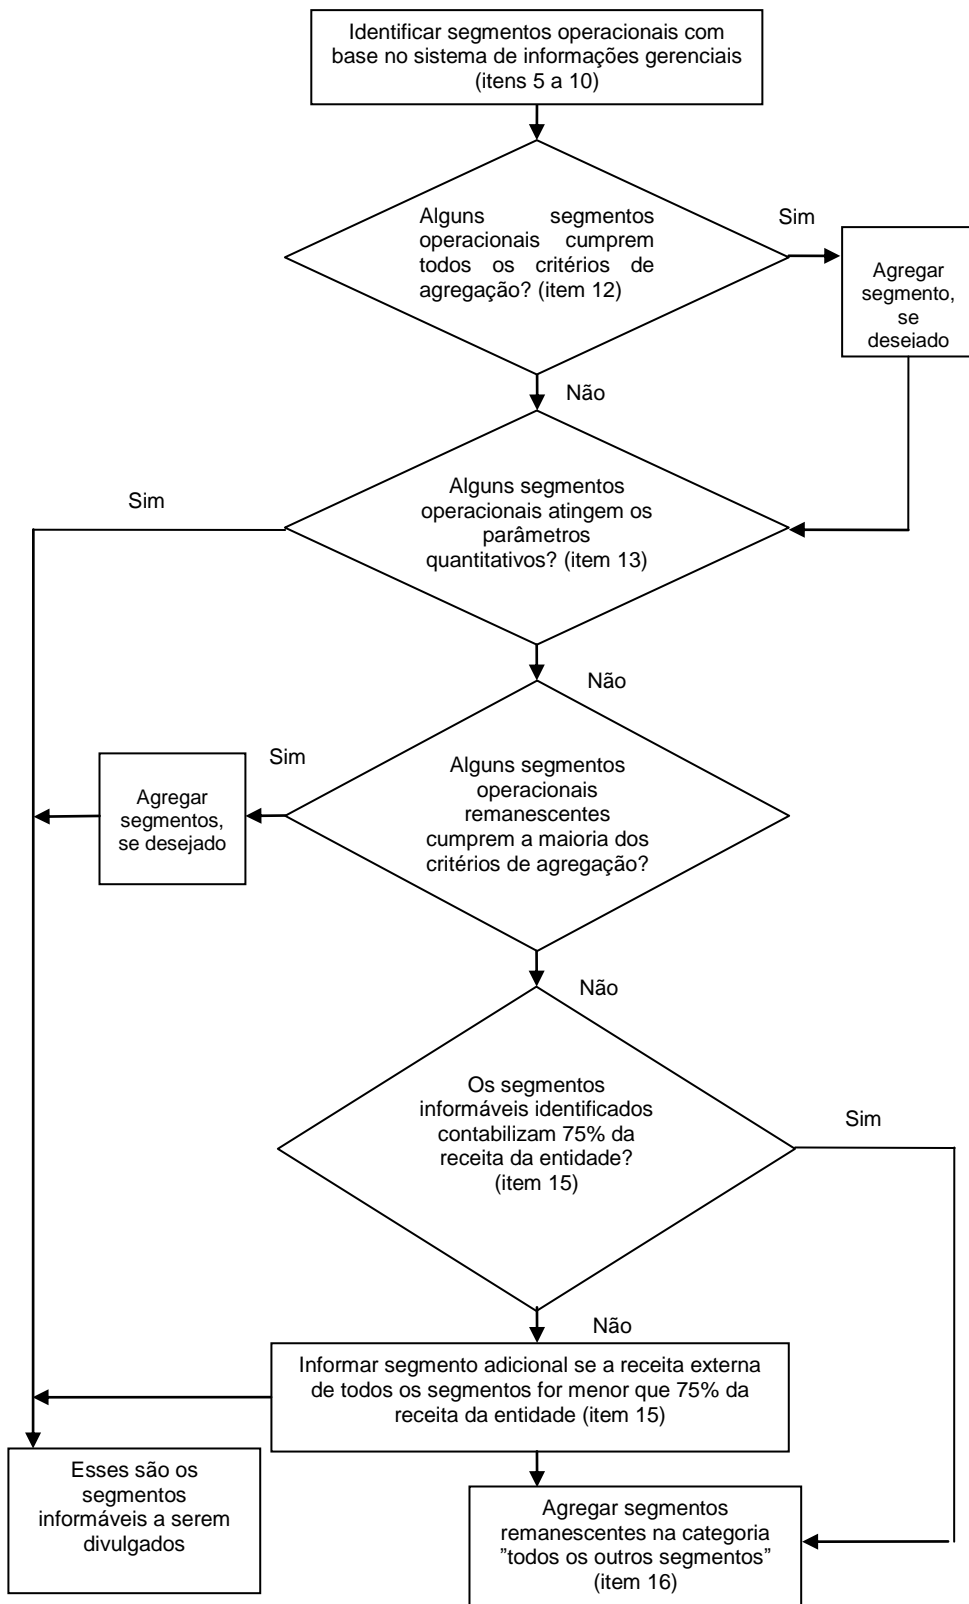 Identificar segmentos operacionais com
base no sistema de informações gerenciais
(itens 5 a 10)
Alguns segmentos
operacionais cumprem
todos os critérios de
agregação? (item 12)
Sim
Agregar
segmento,
se
desejado
Não
Alguns segmentos
operacionais atingem os
parâmetros
quantitativos? (item 13)
Sim
Não
Alguns segmentos
operacionais
remanescentes
cumprem a maioria dos
critérios de agregação?
Sim
Agregar
segmentos,
se desejado
Não
Os segmentos
informáveis identificados
contabilizam 75% da
receita da entidade?
(item 15)
Sim
Não
Informar segmento adicional se a receita externa
de todos os segmentos for menor que 75% da
receita da entidade (item 15)
Esses são os
segmentos
informáveis a serem
divulgados
Agregar segmentos
remanescentes na categoria
”todos os outros segmentos”
(item 16)